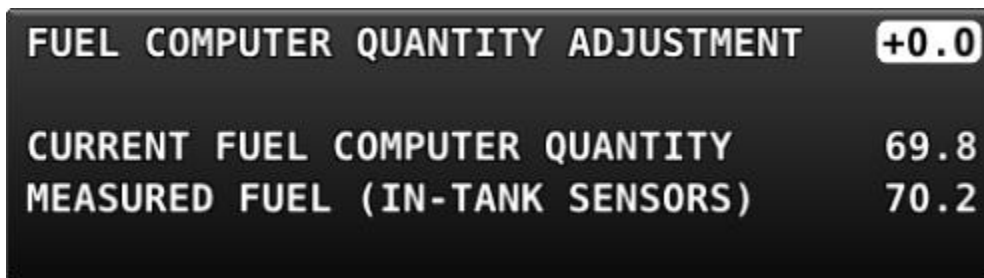 FUEL COMPUTER QUANTITY ADJUSTMENT +0.0
CURRENT FUEL COMPUTER QUANTITY 69.8
MEASURED FUEL (IN-TANK SENSORS) 70.2